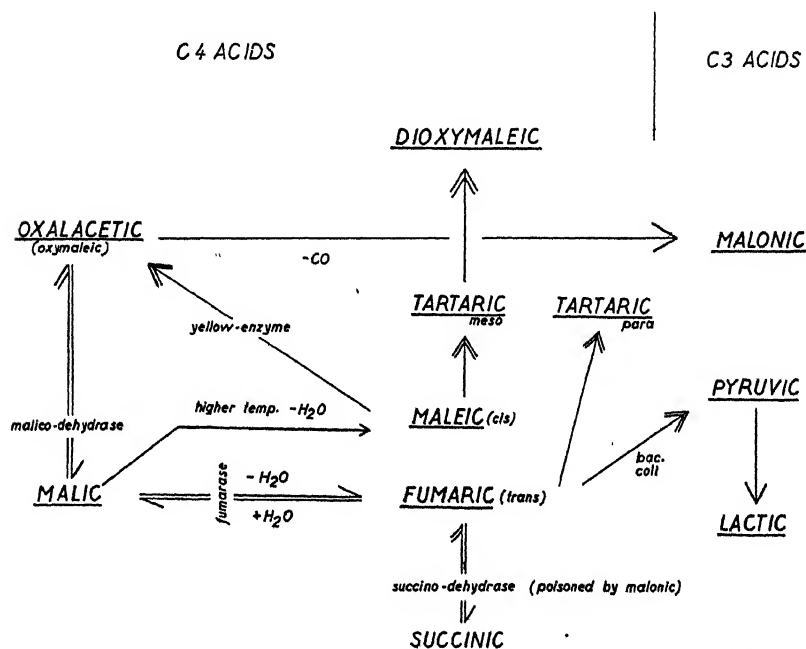 C4 ACIDS
C3 ACIDS
DIOXYMALEIC
OXALACETIC
(oxymaleic)
-CO
MALONIC
TARTARIC
meso
TARTARIC
para
yellow-enzyme
PYRUVIC
higher temp. -H2O
MALEIC (cis)
malico-dehydrase
bac.
coli
MALIC
fumarase
-H2O
+H2O
FUMARIC (trans)
LACTIC
succino-dehydrase (poisoned by malonic)
SUCCINIC